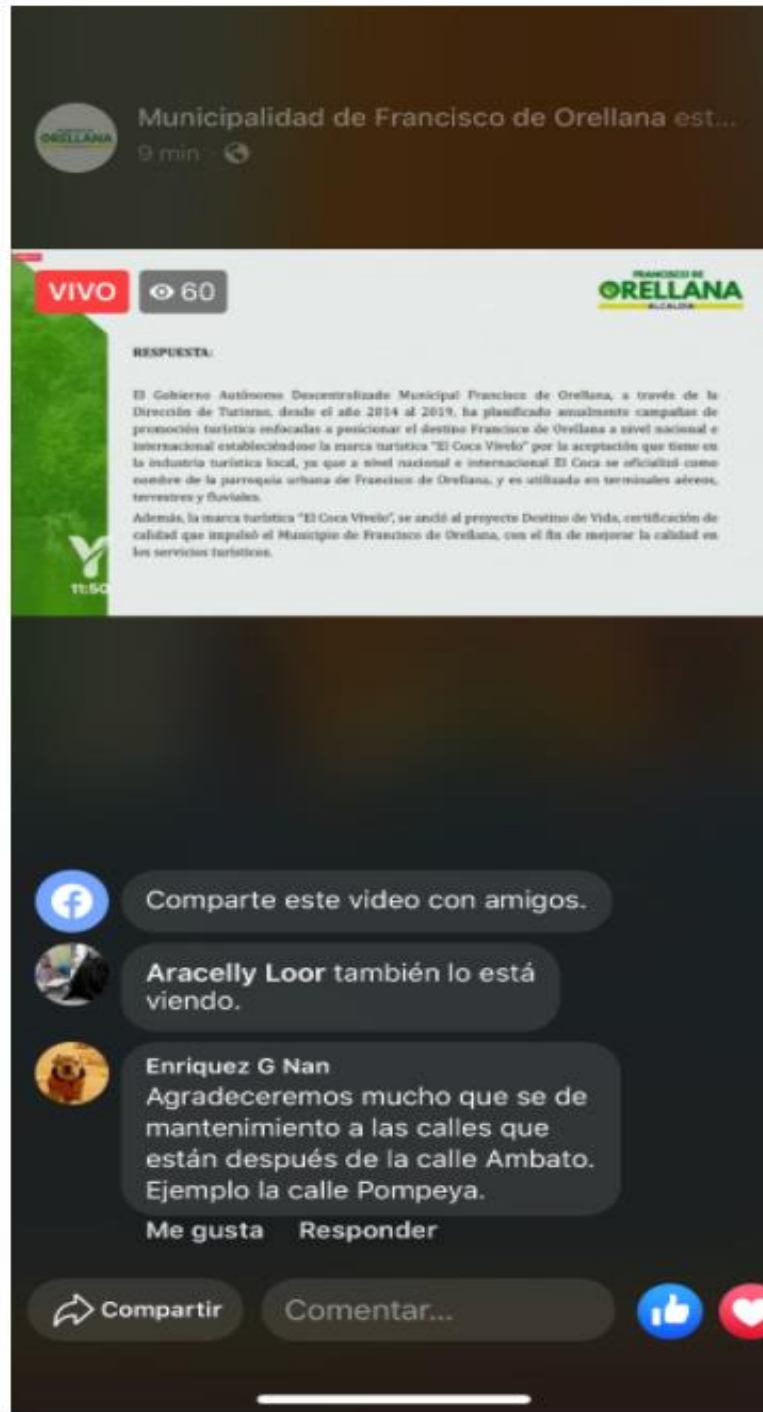 Municipalidad de Francisco de Orellana est...
ORELLANA
9 min
VIVO
60
FRANCISCO DE
ORELLANA
ALCALDÍA
RESPUESTA:
El Gobierno Autónomo Descentralizado Municipal Francisco de Orellana, a través de la
Dirección de Turismo, desde el año 2014 al 2019, ha planificado anualmente campañas de
promoción turística enfocadas a posicionar el destino Francisco de Orellana a nivel nacional e
internacional estableciéndose la marca turística "El Coca Vívelo" por la aceptación que tiene en
la industria turística local, ya que a nivel nacional e internacional El Coca se oficializó como
nombre de la parroquia urbana de Francisco de Orellana, y es utilizada en terminales aéreos,
terrestres y fluviales.
Además, la marca turística "El Coca Vívelo", se ancló al proyecto Destino de Vida, certificación de
calidad que impulsó el Municipio de Francisco de Orellana, con el fin de mejorar la calidad en
los servicios turísticos.
11:50
Comparte este video con amigos.
Aracelly Loor también lo está
viendo.
Enriquez G Nan
Agradeceremos mucho que se de
mantenimiento a las calles que
están después de la calle Ambato.
Ejemplo la calle Pompeya.
Me gusta Responder
Compartir
Comentar...